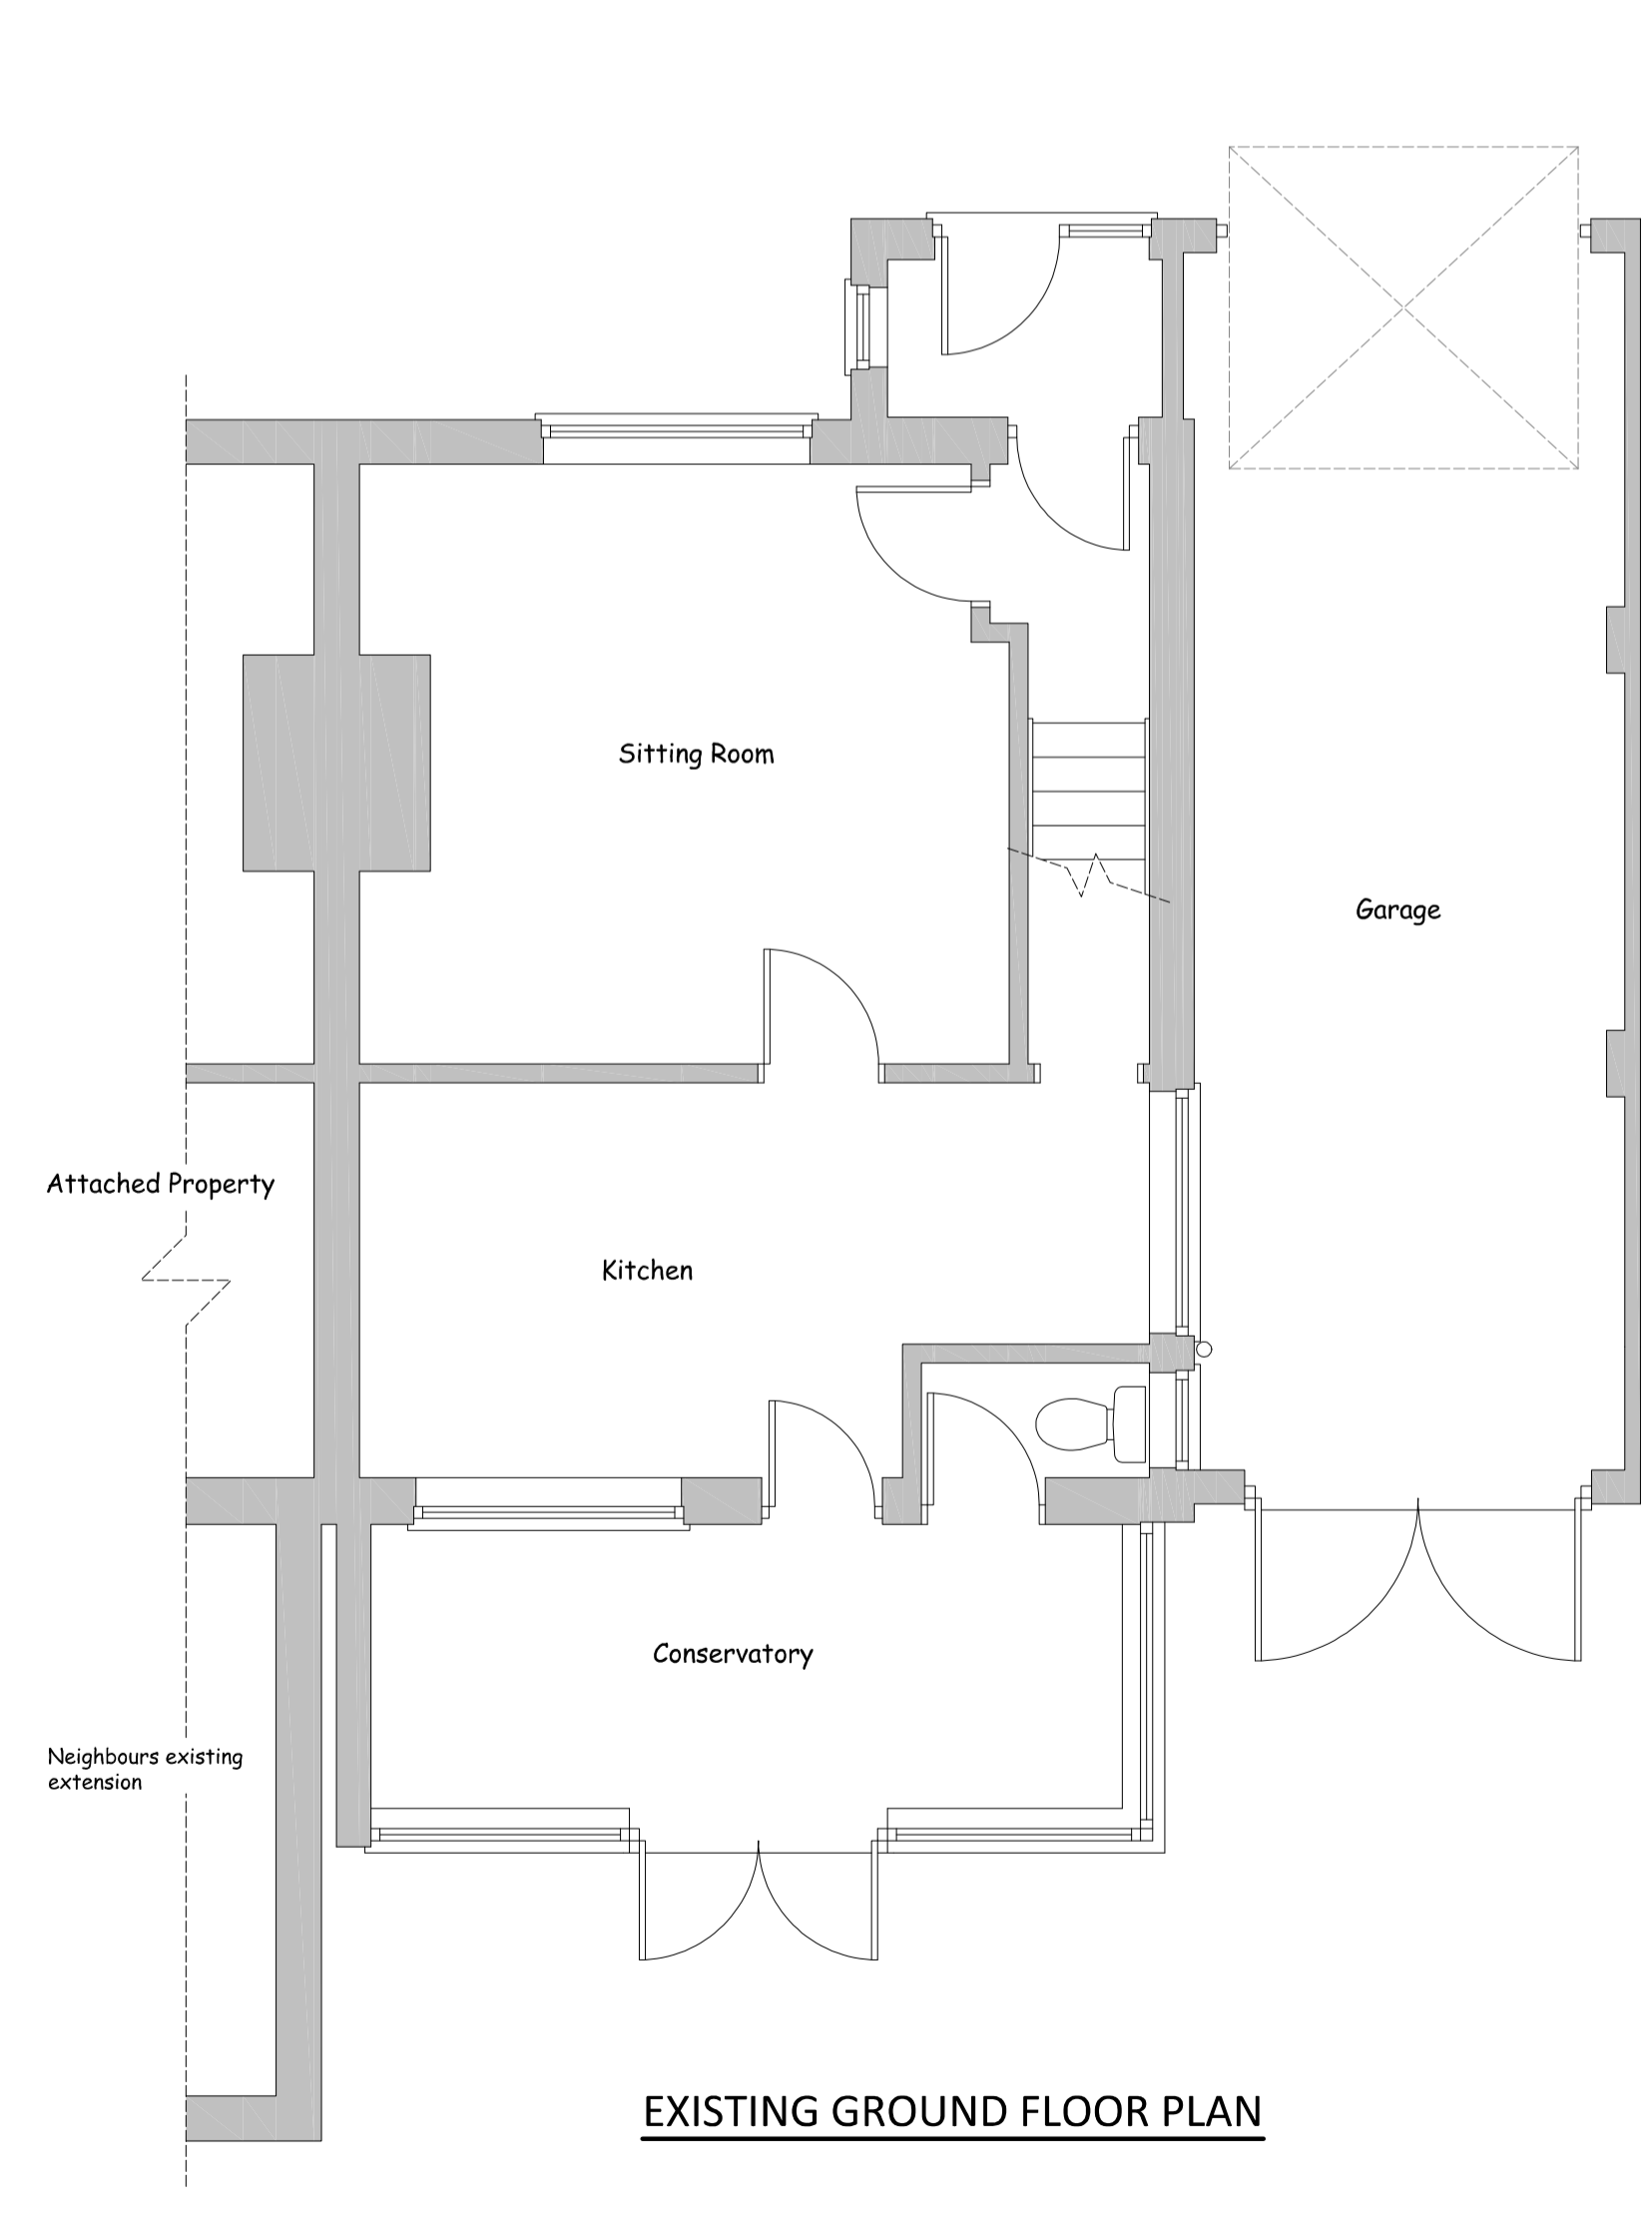 Sitting Room
Garage
Attached Property
Kitchen
Conservatory
Neighbours existing
extension
EXISTING GROUND FLOOR PLAN